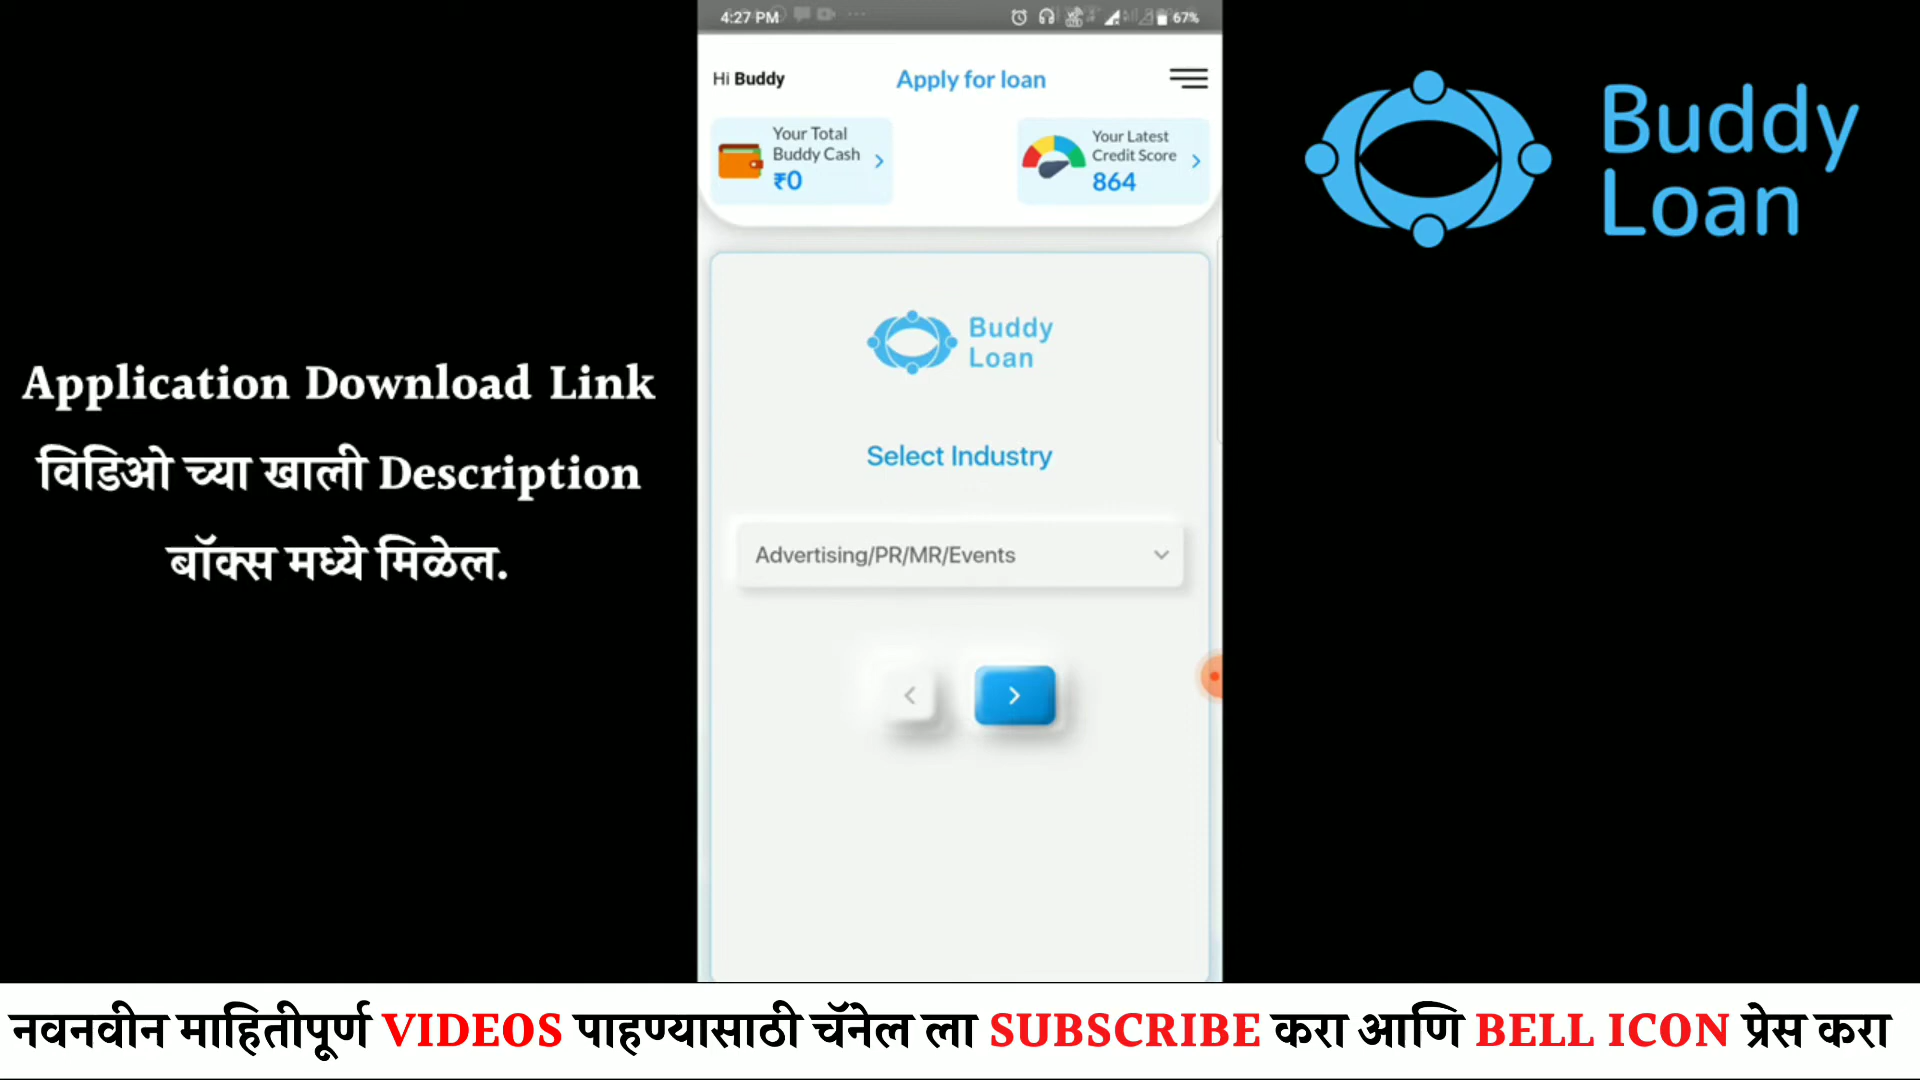 4:27 PM
67%
Hi Buddy
Apply for loan
Your Total
Buddy Cash
₹0
Your Latest
Credit Score
864
Buddy
Loan
Buddy
Loan
Select Industry
Advertising/PR/MR/Events
Application Download Link
विडिओ च्या खाली Description
बॉक्स मध्ये मिळेल.
नवनवीन माहितीपूर्ण VIDEOS पाहण्यासाठी चॅनेल ला SUBSCRIBE करा आणि BELL ICON प्रेस करा